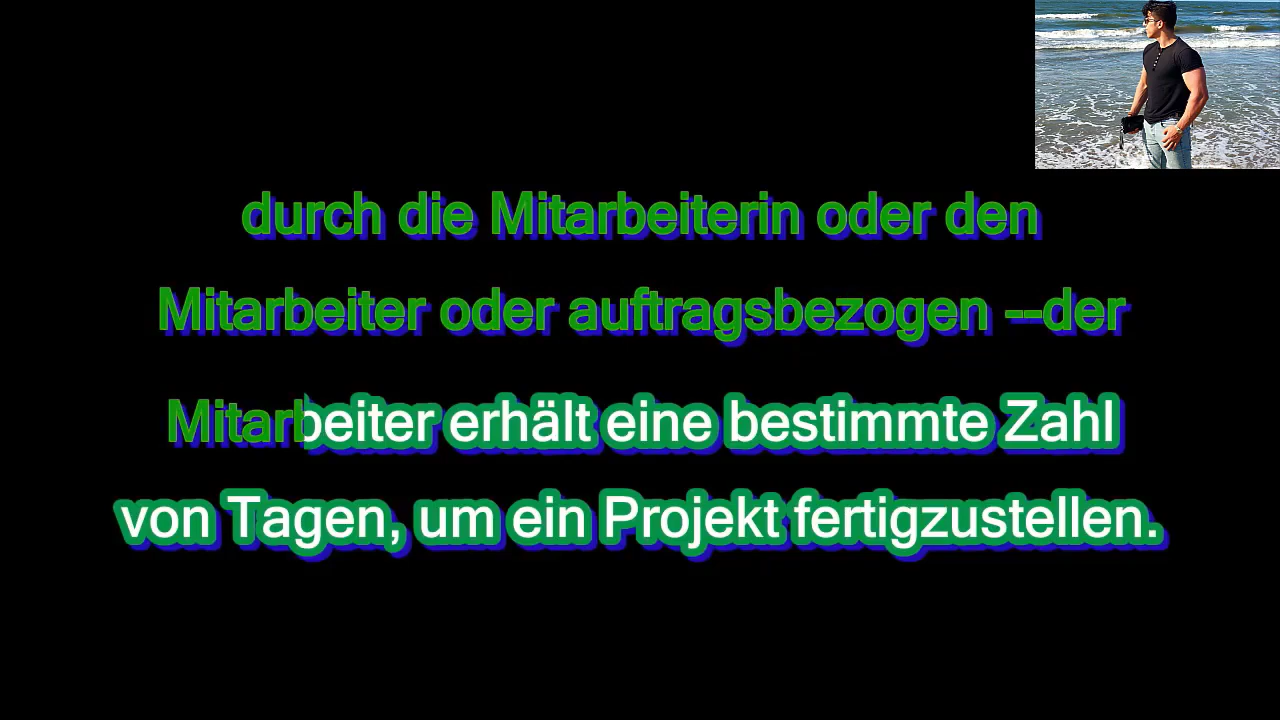 durch die Mitarbeiterin oder den
Mitarbeiter oder auftragsbezogen --der
Mitarbeiter erhält eine bestimmte Zahl
von Tagen, um ein Projekt fertigzustellen.